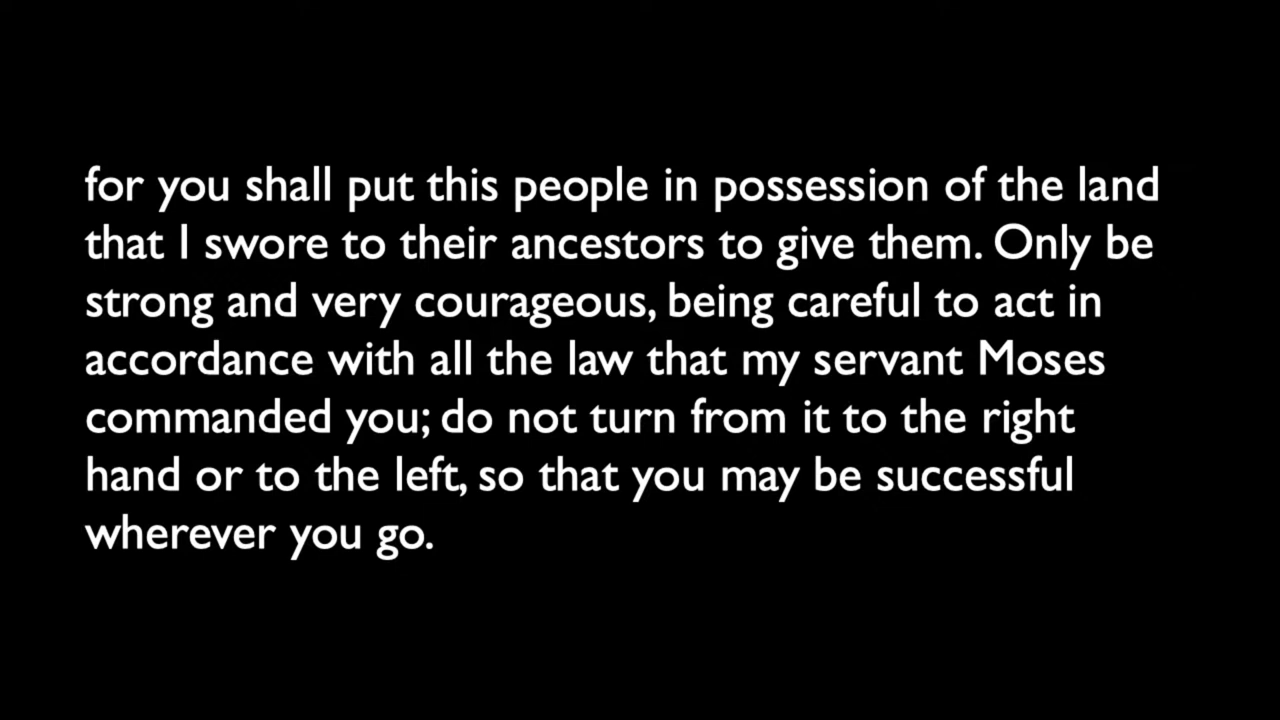 for you shall put this people in possession of the land
that I swore to their ancestors to give them. Only be
strong and very courageous, being careful to act in
accordance with all the law that my servant Moses
commanded you; do not turn from it to the right
hand or to the left, so that you may be successful
wherever you go.